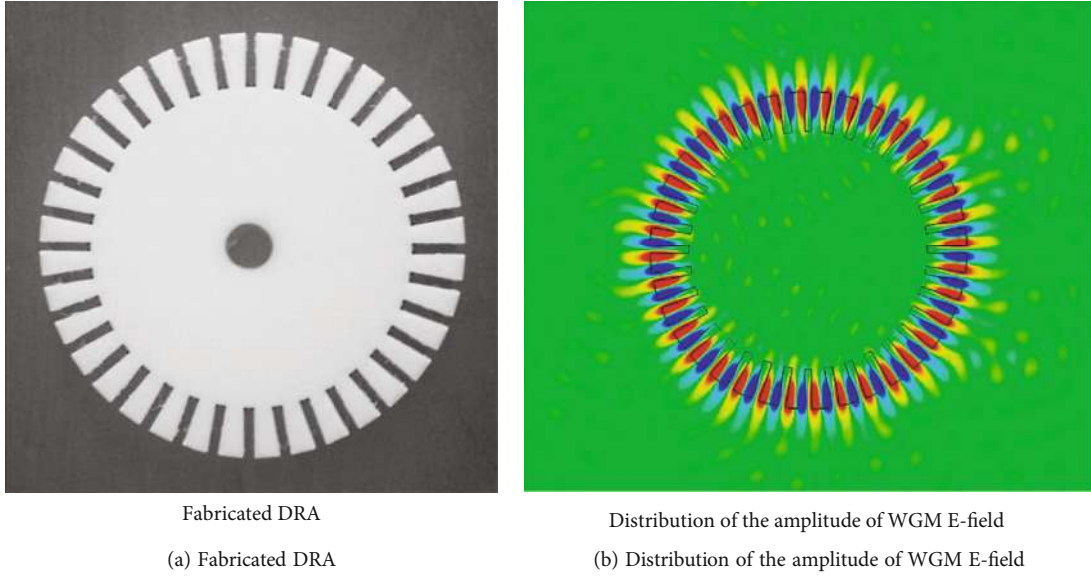 Fabricated DRA
Distribution of the amplitude of WGM E-field
(a) Fabricated DRA
(b) Distribution of the amplitude of WGM E-field